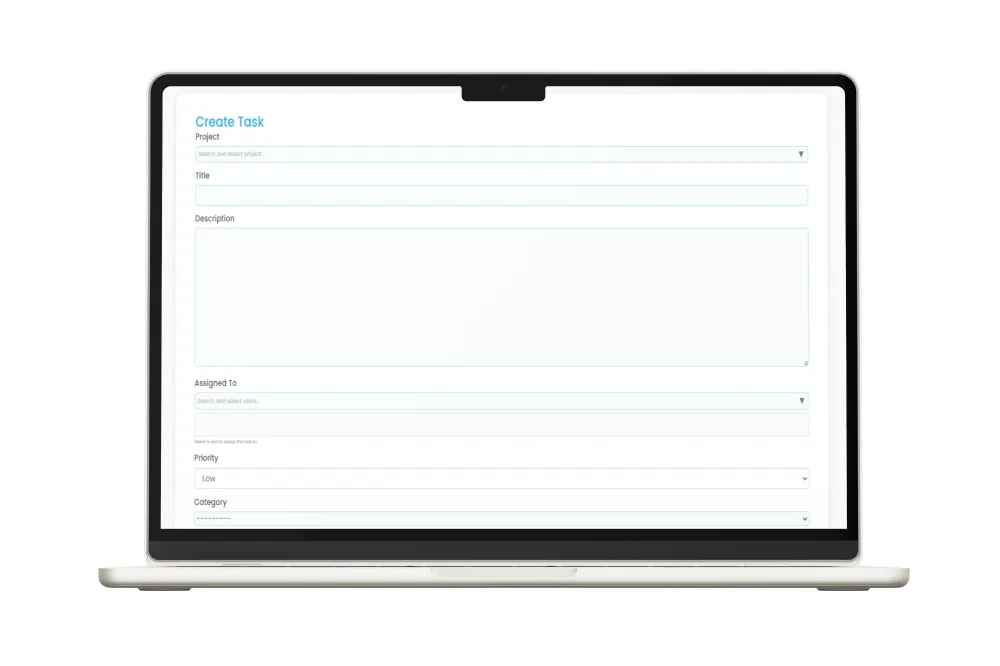 Create Task
Project
Search and select project...
Title
Description
Assigned To
Search and select users...
Select a user to assign this task to
Priority
Low
Category
---------